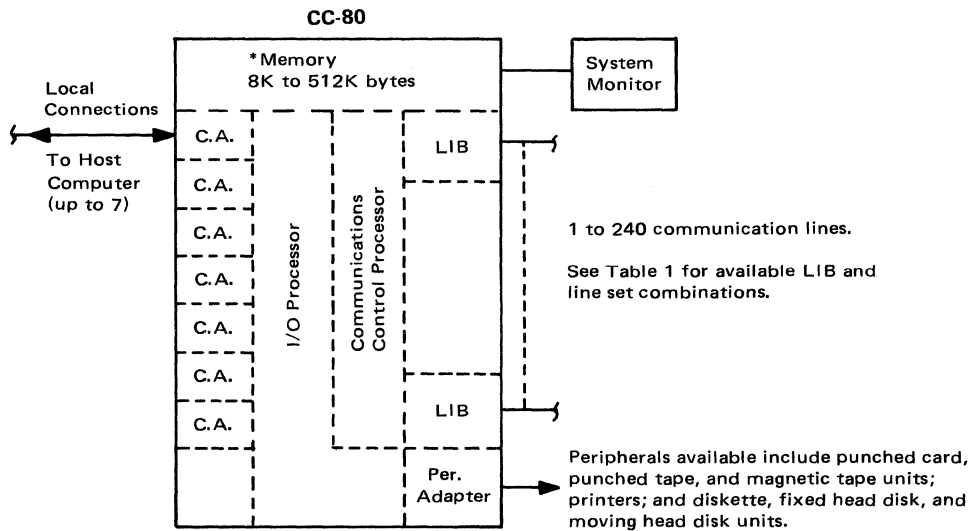 CC-80
*Memory
8K to 512K bytes
System
Monitor
Local
Connections
To Host
Computer
(up to 7)
C.A.
C.A.
C.A.
C.A.
C.A.
C.A.
C.A.
I/O Processor
Communications
Control Processor
LIB
LIB
Per.
Adapter
1 to 240 communication lines.
See Table 1 for available LIB and
line set combinations.
Peripherals available include punched card,
punched tape, and magnetic tape units;
printers; and diskette, fixed head disk, and
moving head disk units.